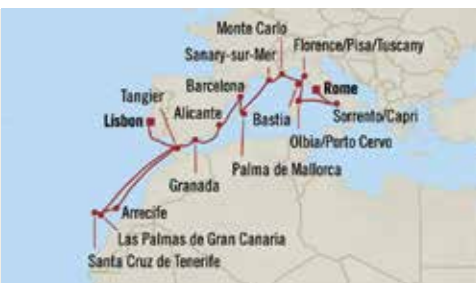 Monte Carlo
Florence/Pisa/Tuscany
Sanary-sur-Mer
Barcelona
Rome
Tangier
Alicante
Lisbon
Bastia
Sorrento/Capri
Olbia/Porto Cervo
Palma de Mallorca
Granada
Arrecife
Las Palmas de Gran Canaria
Santa Cruz de Tenerife